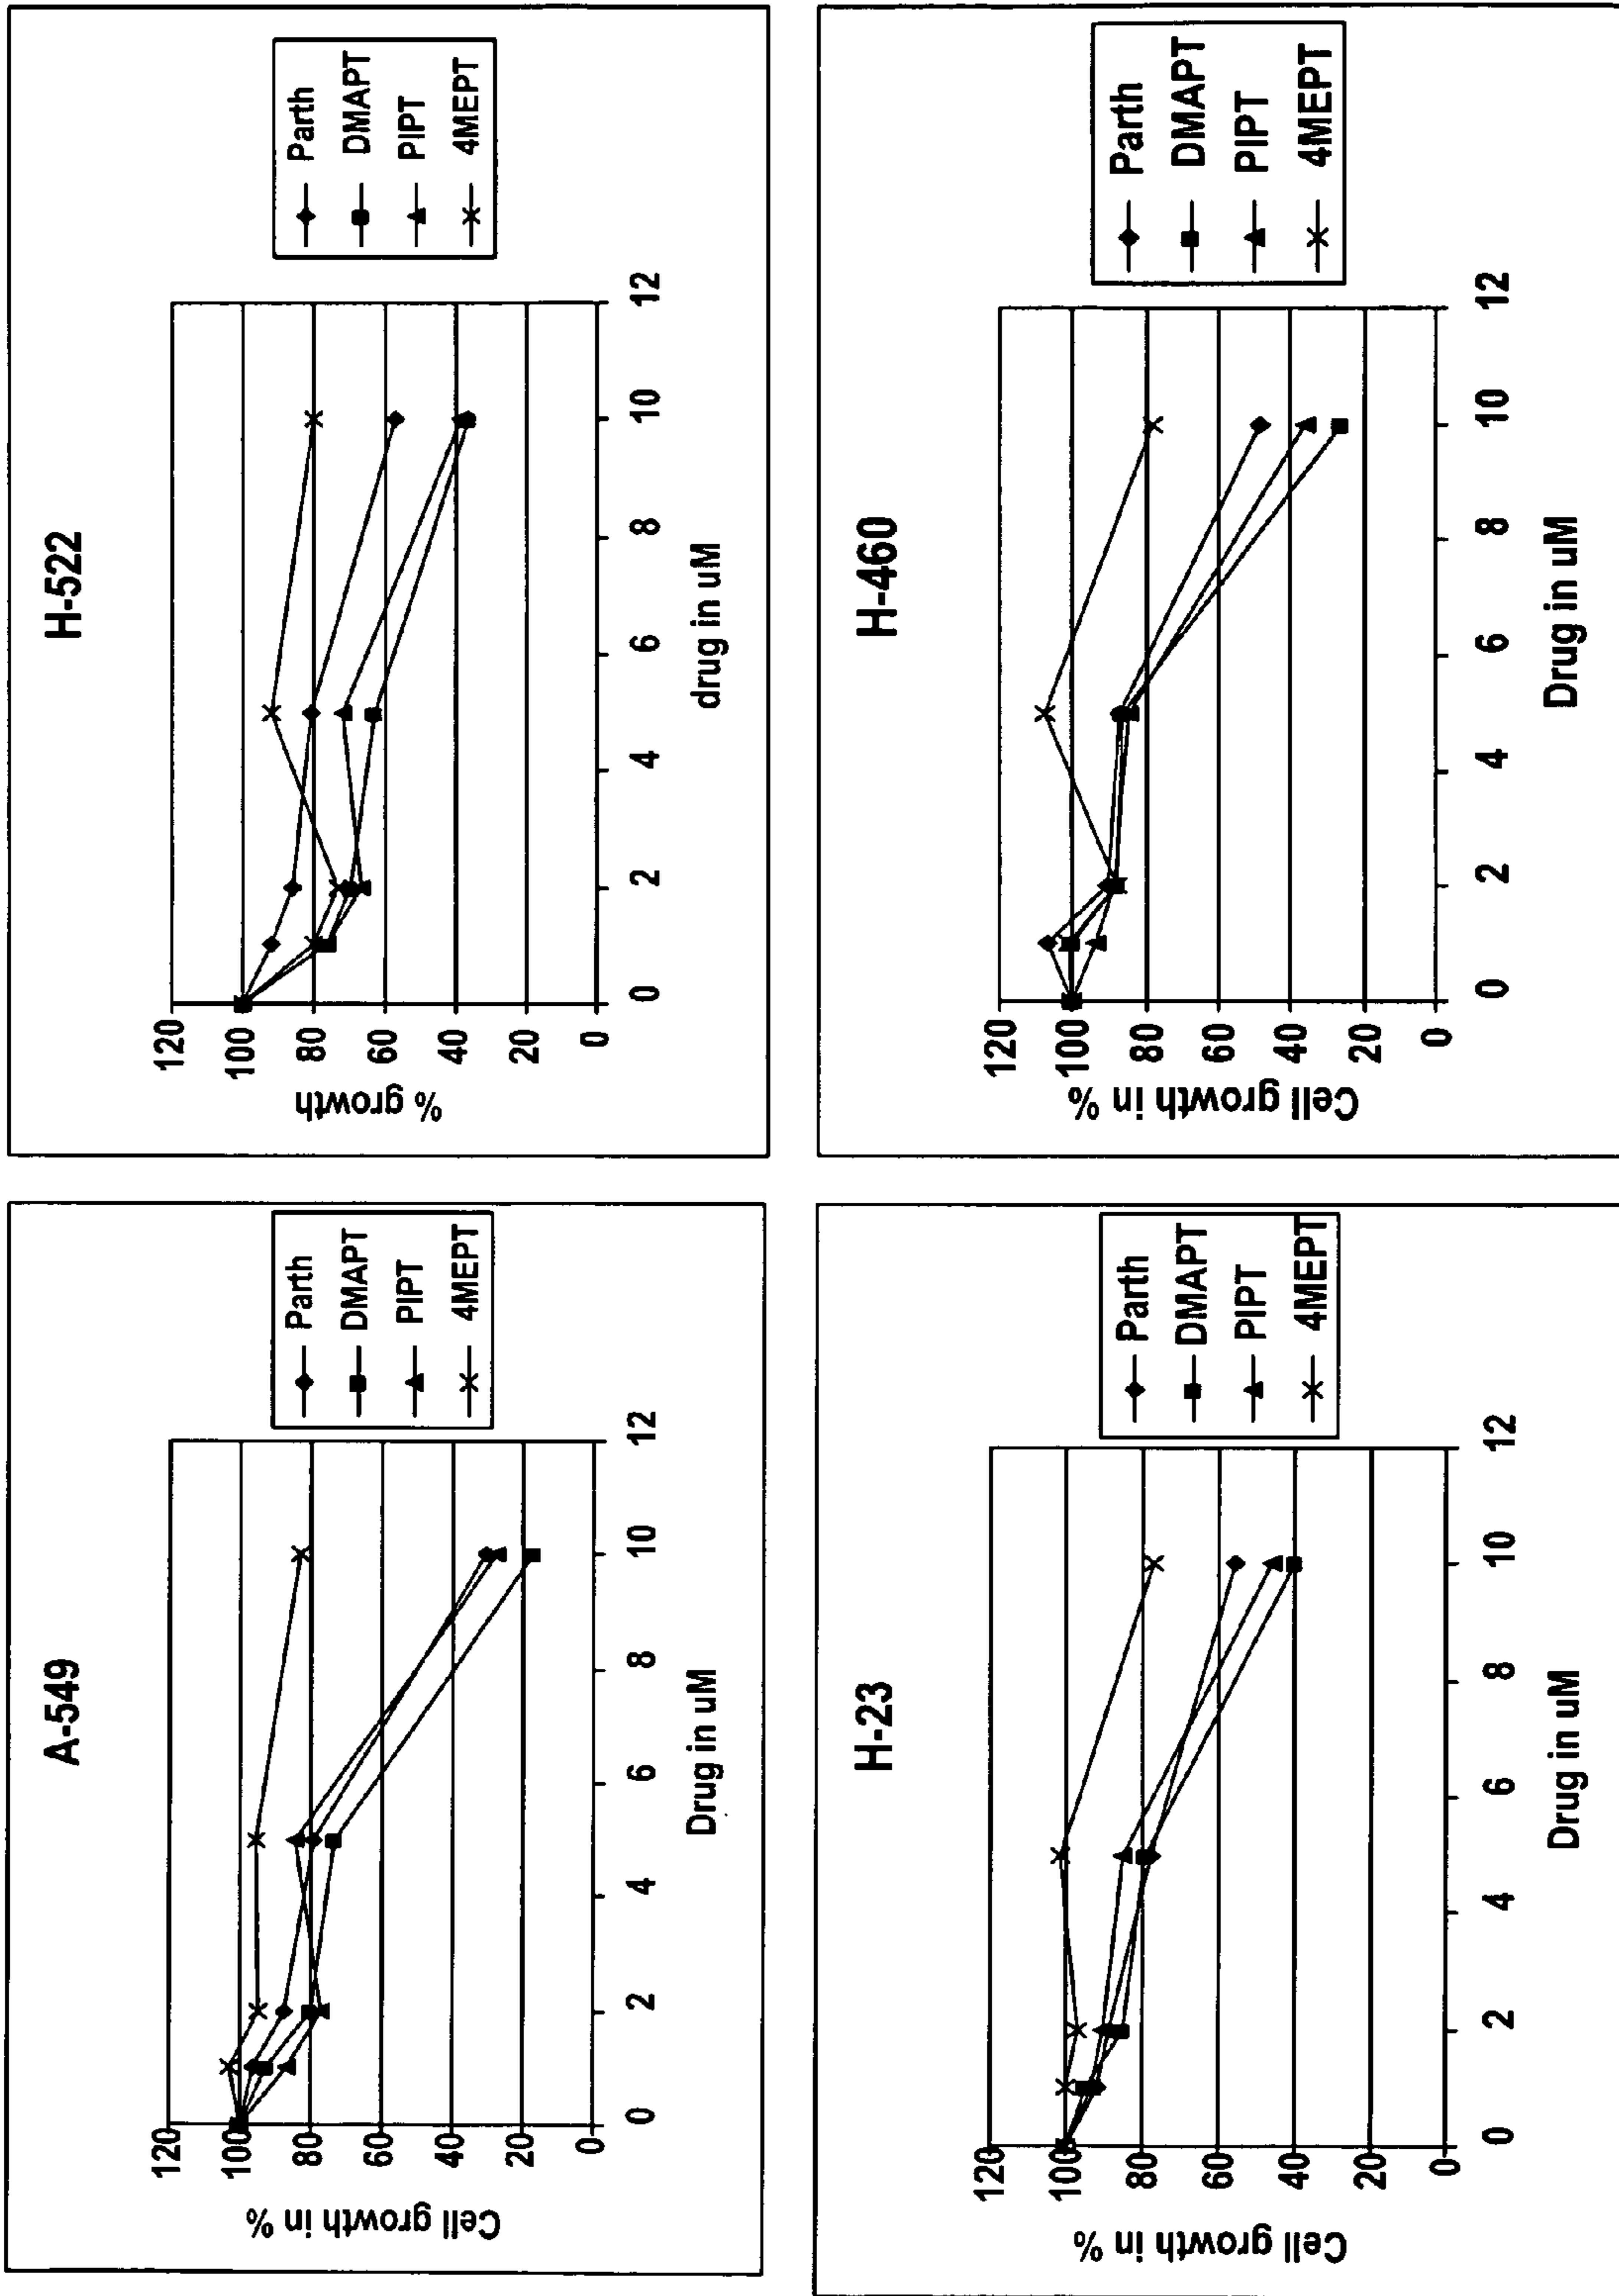 A-549
Cell growth in %
120
100
80
60
40
20
0
0 2 4 6 8 10 12
Drug in uM
Parth
DMAPT
PIPT
4MEPT
H-522
% growth
120
100
80
60
40
20
0
0 2 4 6 8 10 12
drug in uM
Parth
DMAPT
PIPT
4MEPT
H-23
Cell growth in %
120
100
80
60
40
20
0
0 2 4 6 8 10 12
Drug in uM
Parth
DMAPT
PIPT
4MEPT
H-460
Cell growth in %
120
100
80
60
40
20
0
0 2 4 6 8 10 12
Drug in uM
Parth
DMAPT
PIPT
4MEPT